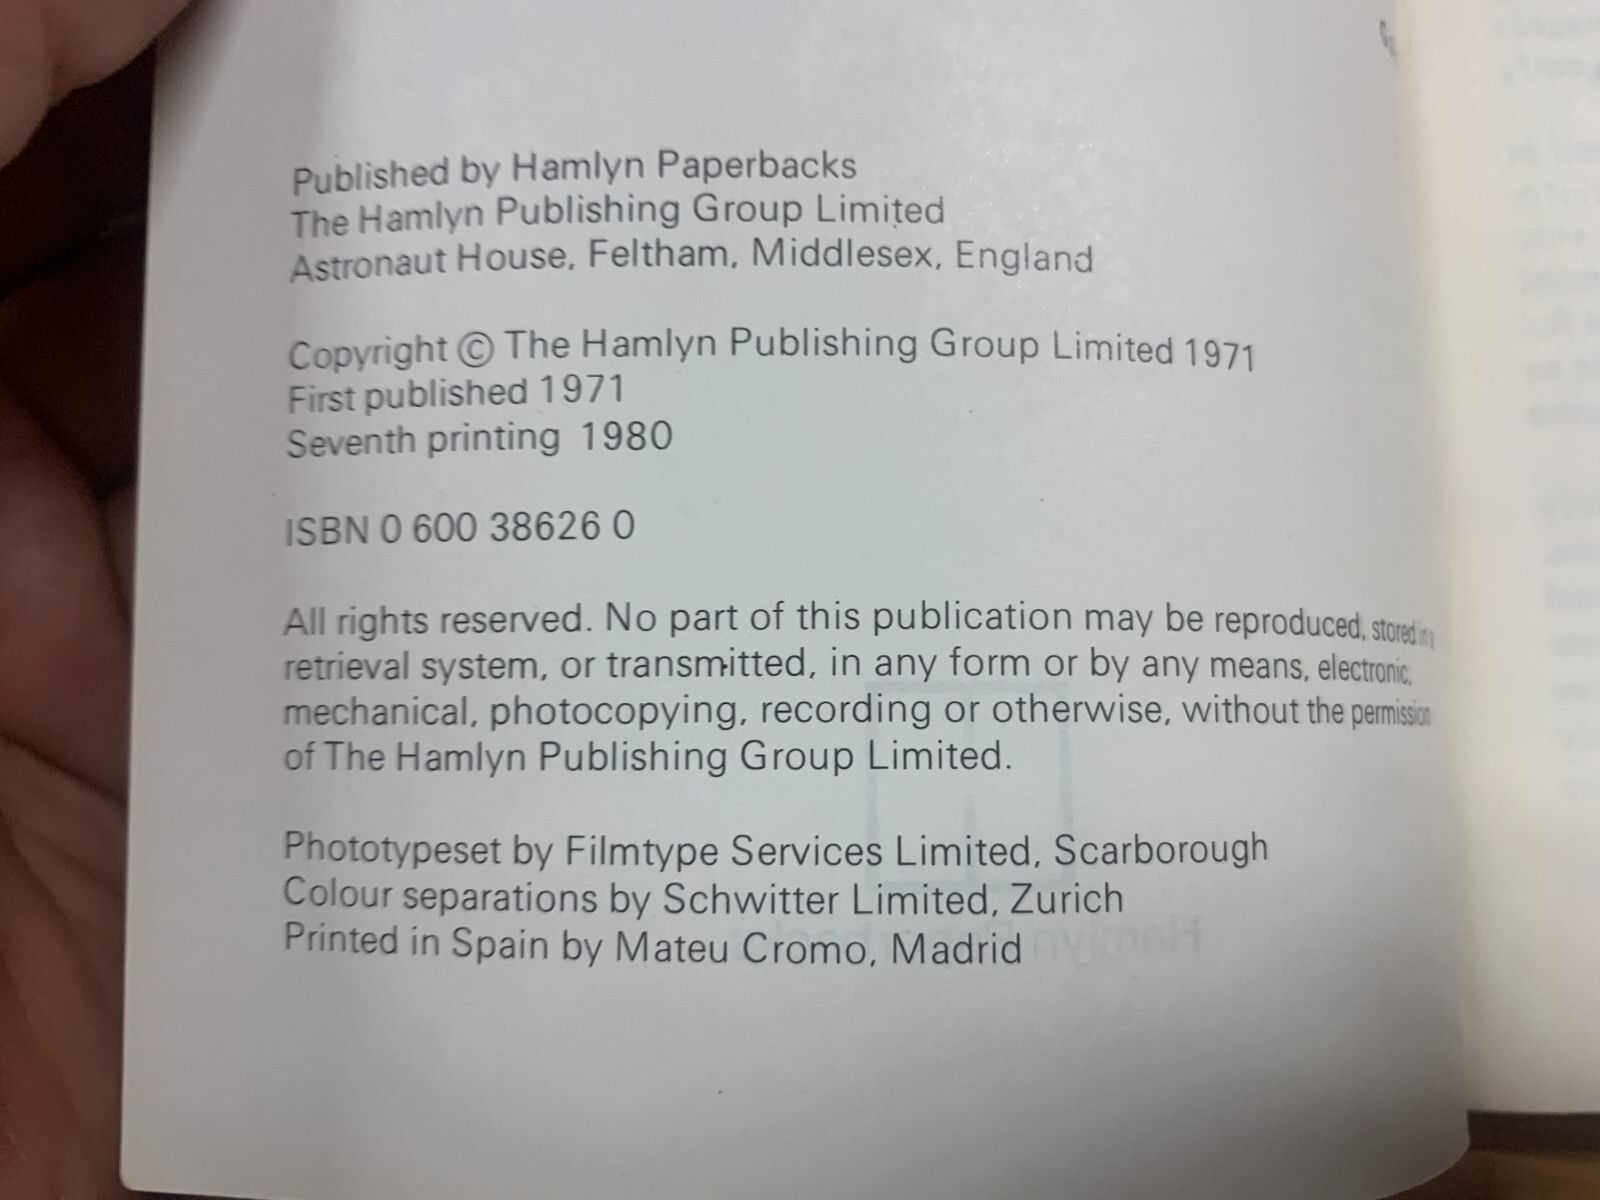 Published by Hamlyn Paperbacks
The Hamlyn Publishing Group Limited
Astronaut House, Feltham, Middlesex, England
Copyright © The Hamlyn Publishing Group Limited 1971
First published 1971
Seventh printing 1980
ISBN 0 600 38626 0
All rights reserved. No part of this publication may be reproduced, stored in a
retrieval system, or transmitted, in any form or by any means, electronic,
mechanical, photocopying, recording or otherwise, without the permission
of The Hamlyn Publishing Group Limited.
Phototypeset by Filmtype Services Limited, Scarborough
Colour separations by Schwitter Limited, Zurich
Printed in Spain by Mateu Cromo, Madrid